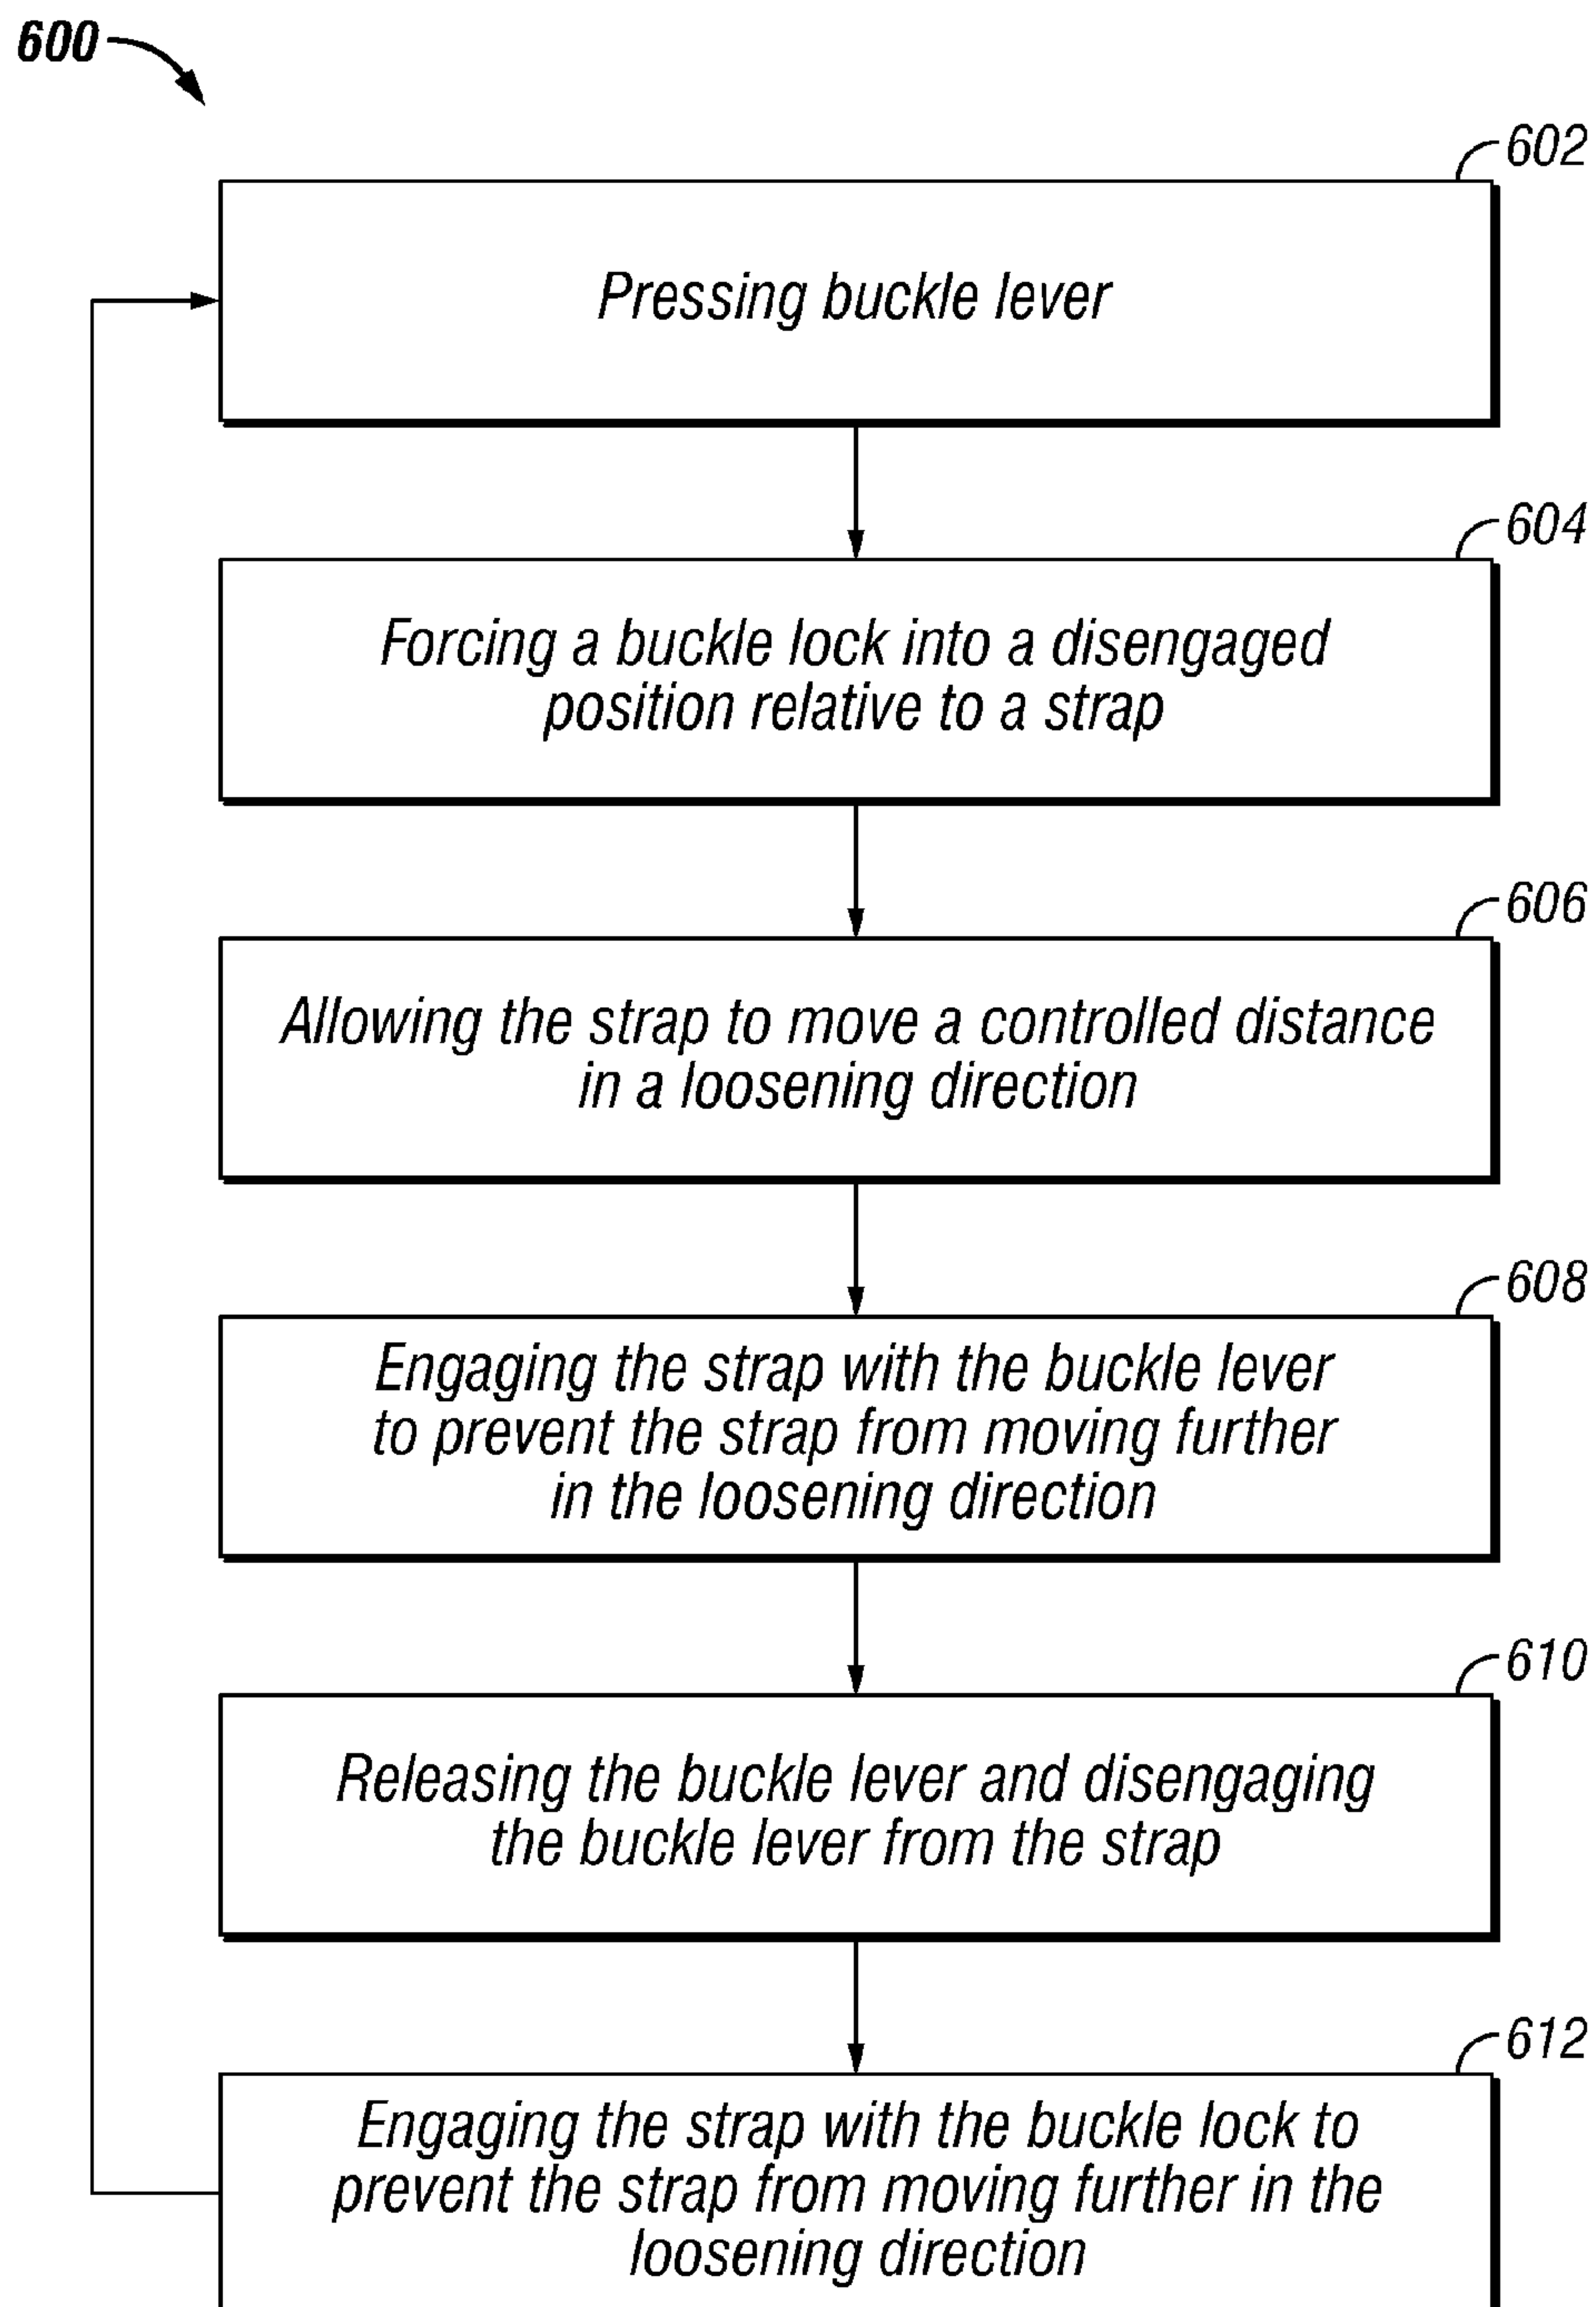 600
602
Pressing buckle lever
604
Forcing a buckle lock into a disengaged
position relative to a strap
606
Allowing the strap to move a controlled distance
in a loosening direction
608
Engaging the strap with the buckle lever
to prevent the strap from moving further
in the loosening direction
610
Releasing the buckle lever and disengaging
the buckle lever from the strap
612
Engaging the strap with the buckle lock to
prevent the strap from moving further in the
loosening direction